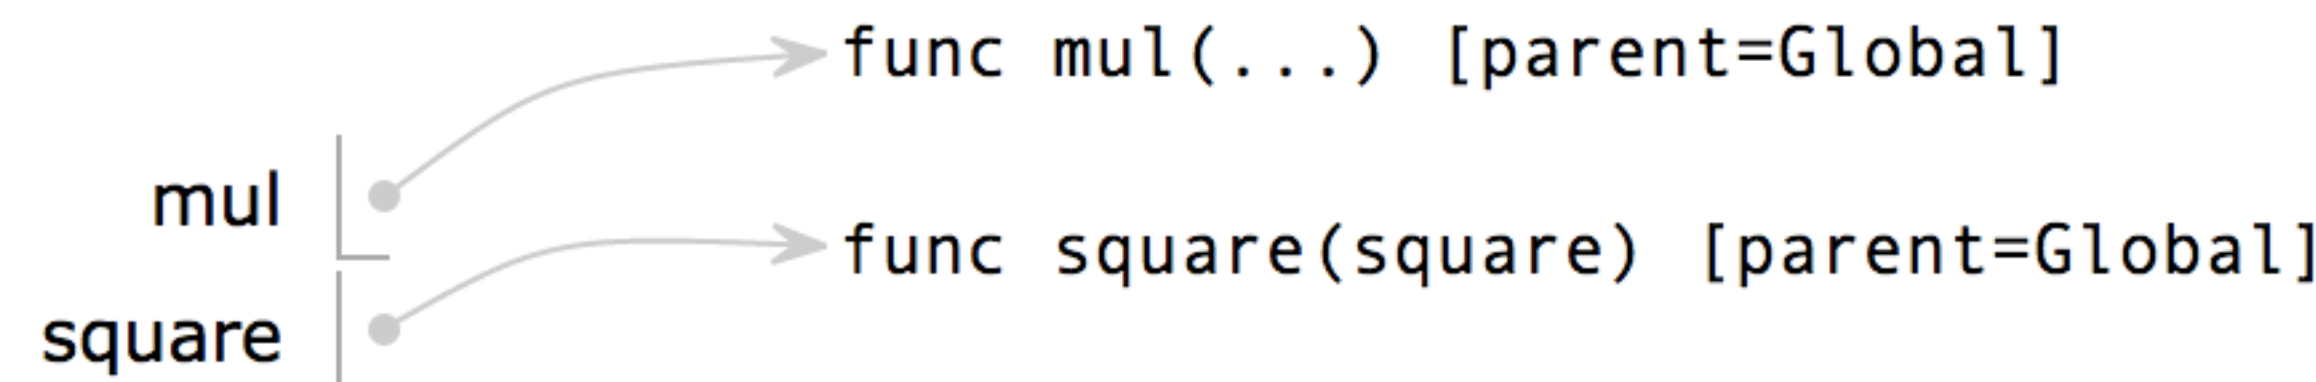 func mul(...) [parent=Global]
mul
func square(square) [parent=Global]
square